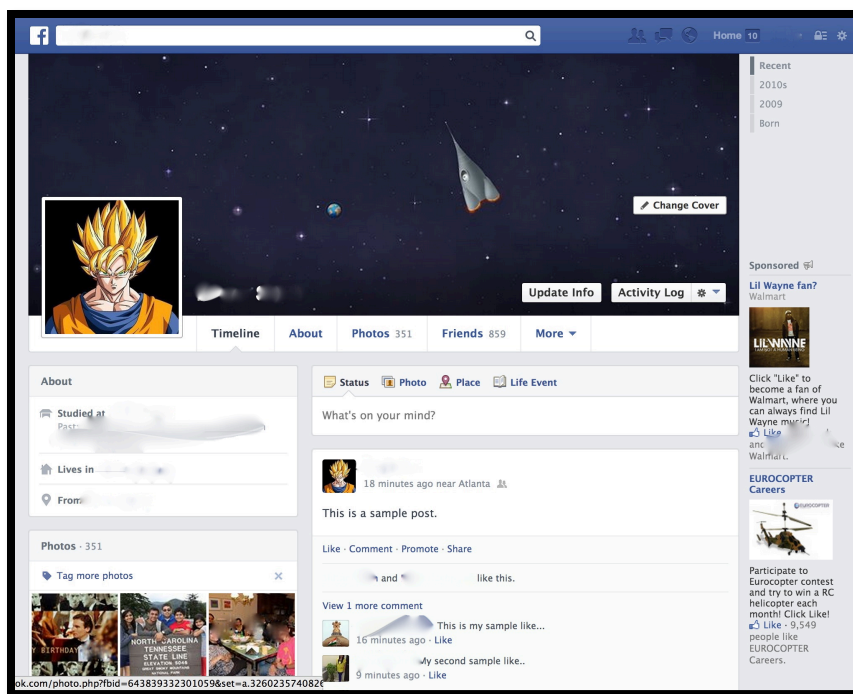 f
Home 10
Recent
2010s
2009
Born
Change Cover
Update Info
Activity Log
Timeline
About
Photos 351
Friends 859
More
About
Studied at
Past:
Lives in
From
Photos · 351
Tag more photos
Y BIRTHDAY
NORTH CAROLINA
TENNESSEE
STATE LINE
ELEVATION 5046
ok.com/photo.php?fbid=643839332301059&set=a.326023574082
Status
Photo
Place
Life Event
What's on your mind?
18 minutes ago near Atlanta
This is a sample post.
Like · Comment · Promote · Share
and
like this.
View 1 more comment
This is my sample like...
16 minutes ago · Like
My second sample like..
9 minutes ago · Like
Sponsored
Lil Wayne fan?
Walmart
LIL WAYNE
Click "Like" to
become a fan of
Walmart, where you
can always find Lil
Wayne music!
Like
and
Walmart.
EUROCOPTER
Careers
EUROCOPTER
Participate to
Eurocopter contest
and try to win a RC
helicopter each
month! Click Like!
Like · 9,549
people like
EUROCOPTER
Careers.